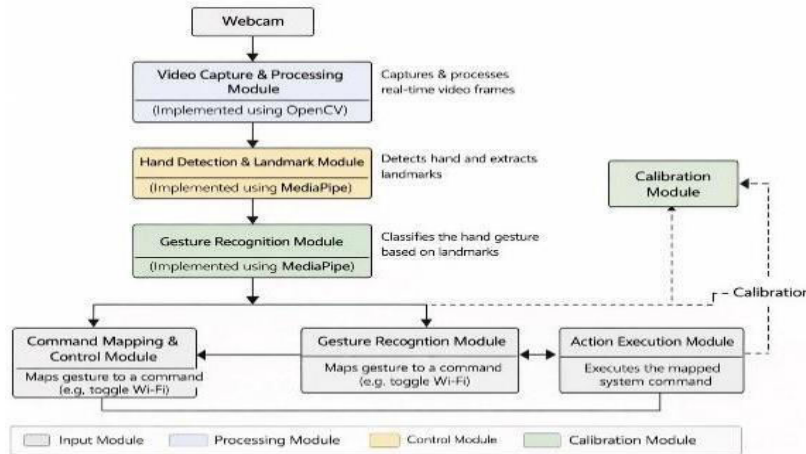 Webcam
Video Capture & Processing
Module
(Implemented using OpenCV)
Captures & processes
real-time video frames
Hand Detection & Landmark Module
(Implemented using MediaPipe)
Detects hand and extracts
landmarks
Calibration
Module
Gesture Recognition Module
(Implemented using MediaPipe)
Classifies the hand gesture
based on landmarks
Calibration
Command Mapping &
Control Module
Maps gesture to a command
(e.g, toggle Wi-Fi)
Gesture Recogntion Module
Maps gesture to a command
(e.g. toggle Wi-Fi)
Action Execution Module
Executes the mapped
system command
Input Module
Processing Module
Control Module
Calibration Module